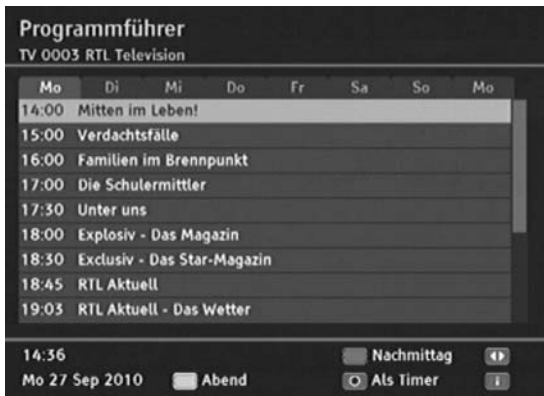 Programmführer
TV 0003 RTL Television
Mo Di Mi Do Fr Sa So Mo
14:00 Mitten im Leben!
15:00 Verdachtsfälle
16:00 Familien im Brennpunkt
17:00 Die Schulermittler
17:30 Unter uns
18:00 Explosiv - Das Magazin
18:30 Exclusiv - Das Star-Magazin
18:45 RTL Aktuell
19:03 RTL Aktuell - Das Wetter
14:36 Nachmittag
Mo 27 Sep 2010 Abend Als Timer i